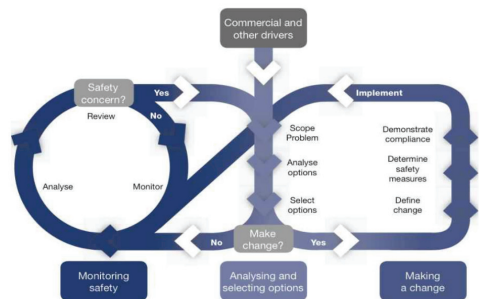 Commercial and
other drivers
Safety
concern?
Yes
Implement
Review
No
Scope
Problem
Demonstrate
compliance
Analyse
options
Determine
safety
measures
Analyse
Monitor
Select
options
Define
change
No
Make
change?
Yes
Monitoring
safety
Analysing and
selecting options
Making
a change